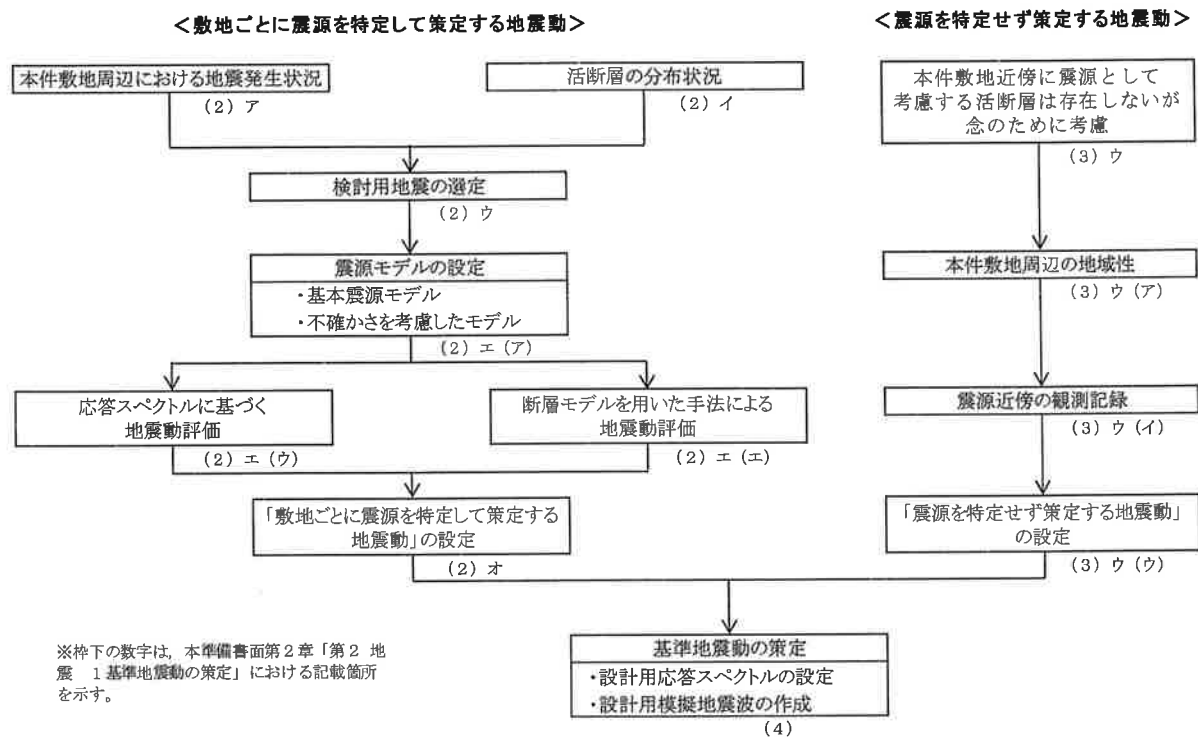 ＜敷地ごとに震源を特定して策定する地震動＞
本件敷地周辺における地震発生状況
（２）ア
活断層の分布状況
（２）イ
検討用地震の選定
（２）ウ
震源モデルの設定
・基本震源モデル
・不確かさを考慮したモデル
（２）エ（ア）
応答スペクトルに基づく
地震動評価
（２）エ（ウ）
断層モデルを用いた手法による
地震動評価
（２）エ（エ）
「敷地ごとに震源を特定して策定する
地震動」の設定
（２）オ
＜震源を特定せず策定する地震動＞
本件敷地近傍に震源として
考慮する活断層は存在しないが
念のために考慮
（３）ウ
本件敷地周辺の地域性
（３）ウ（ア）
震源近傍の観測記録
（３）ウ（イ）
「震源を特定せず策定する地震動」
の設定
（３）ウ（ウ）
基準地震動の策定
・設計用応答スペクトルの設定
・設計用模擬地震波の作成
（４）
※枠下の数字は，本準備書面第２章「第２ 地
震 １基準地震動の策定」における記載箇所
を示す。